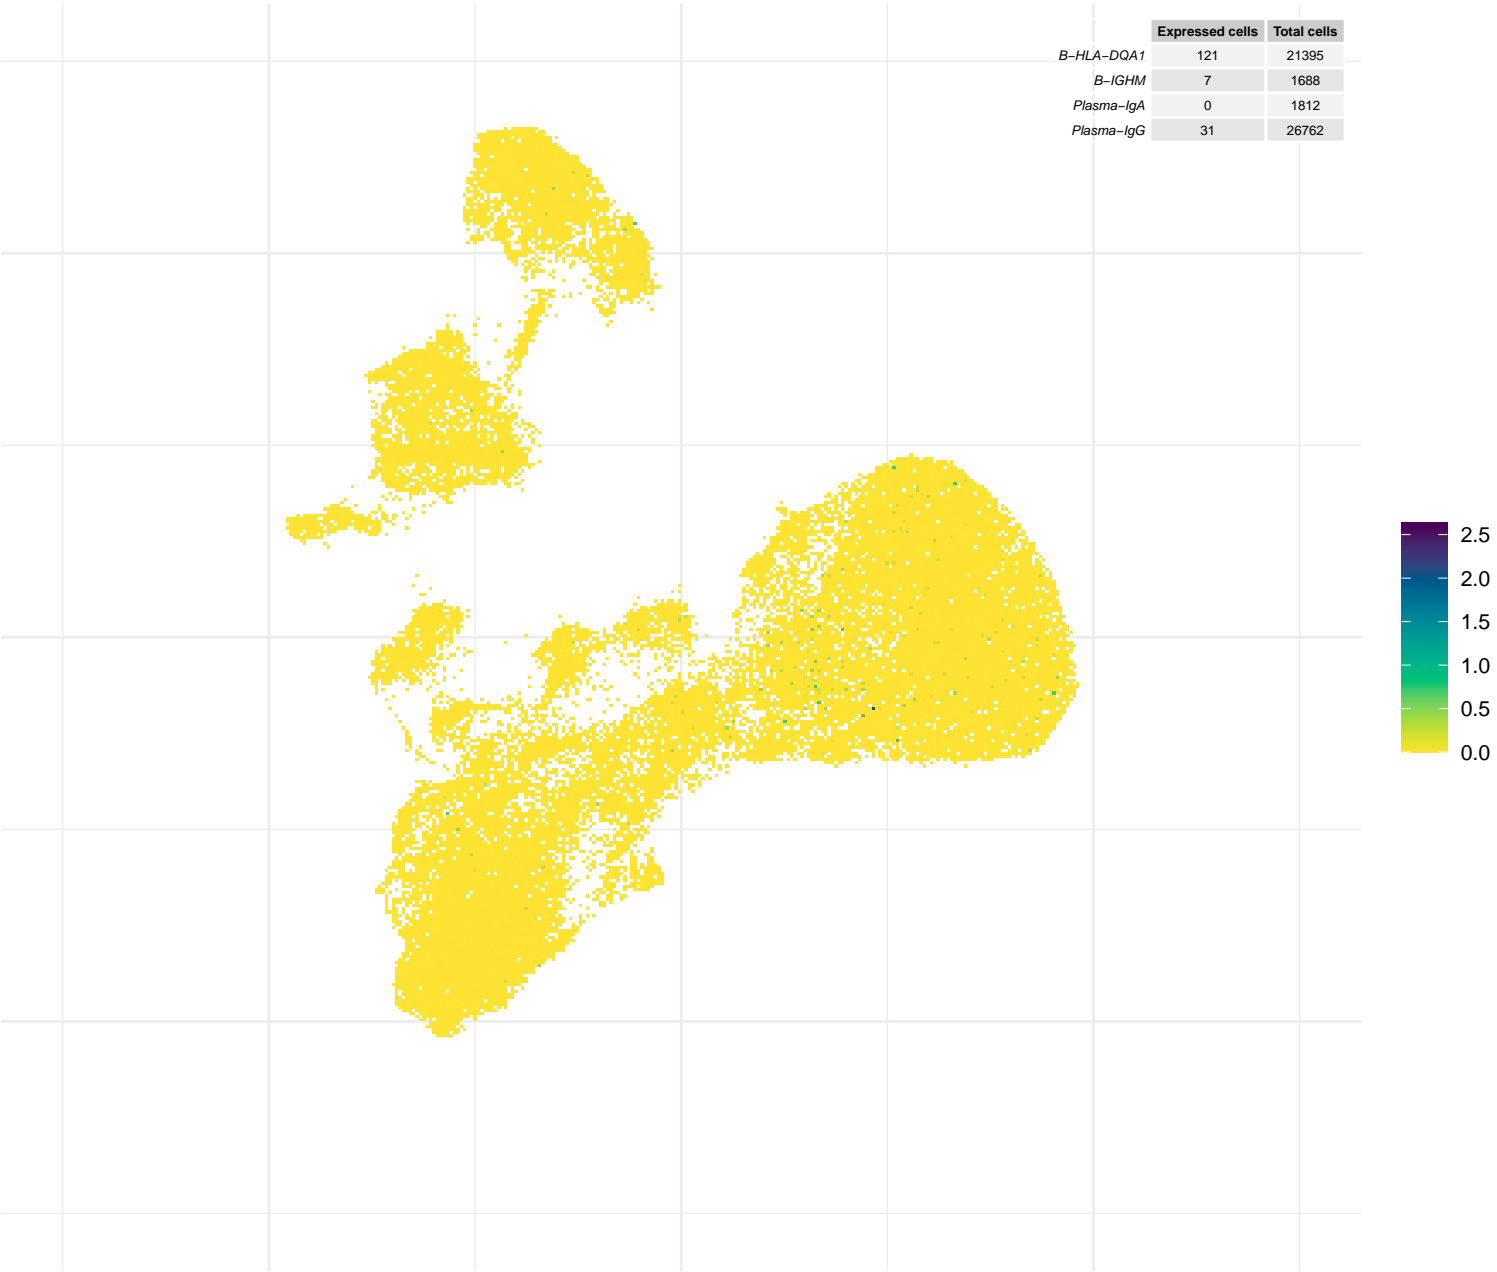 Expressed cells Total cells
B−HLA−DQA1 121 21395
B−IGHM 7 1688
Plasma−IgA 0 1812
Plasma−IgG 31 26762
2.5
2.0
1.5
1.0
0.5
0.0